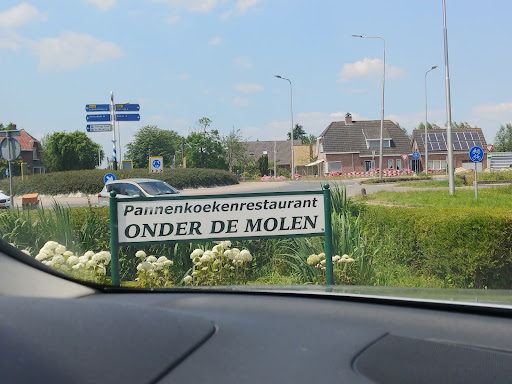 Pannenkoekenrestaurant
ONDER DE MOLEN